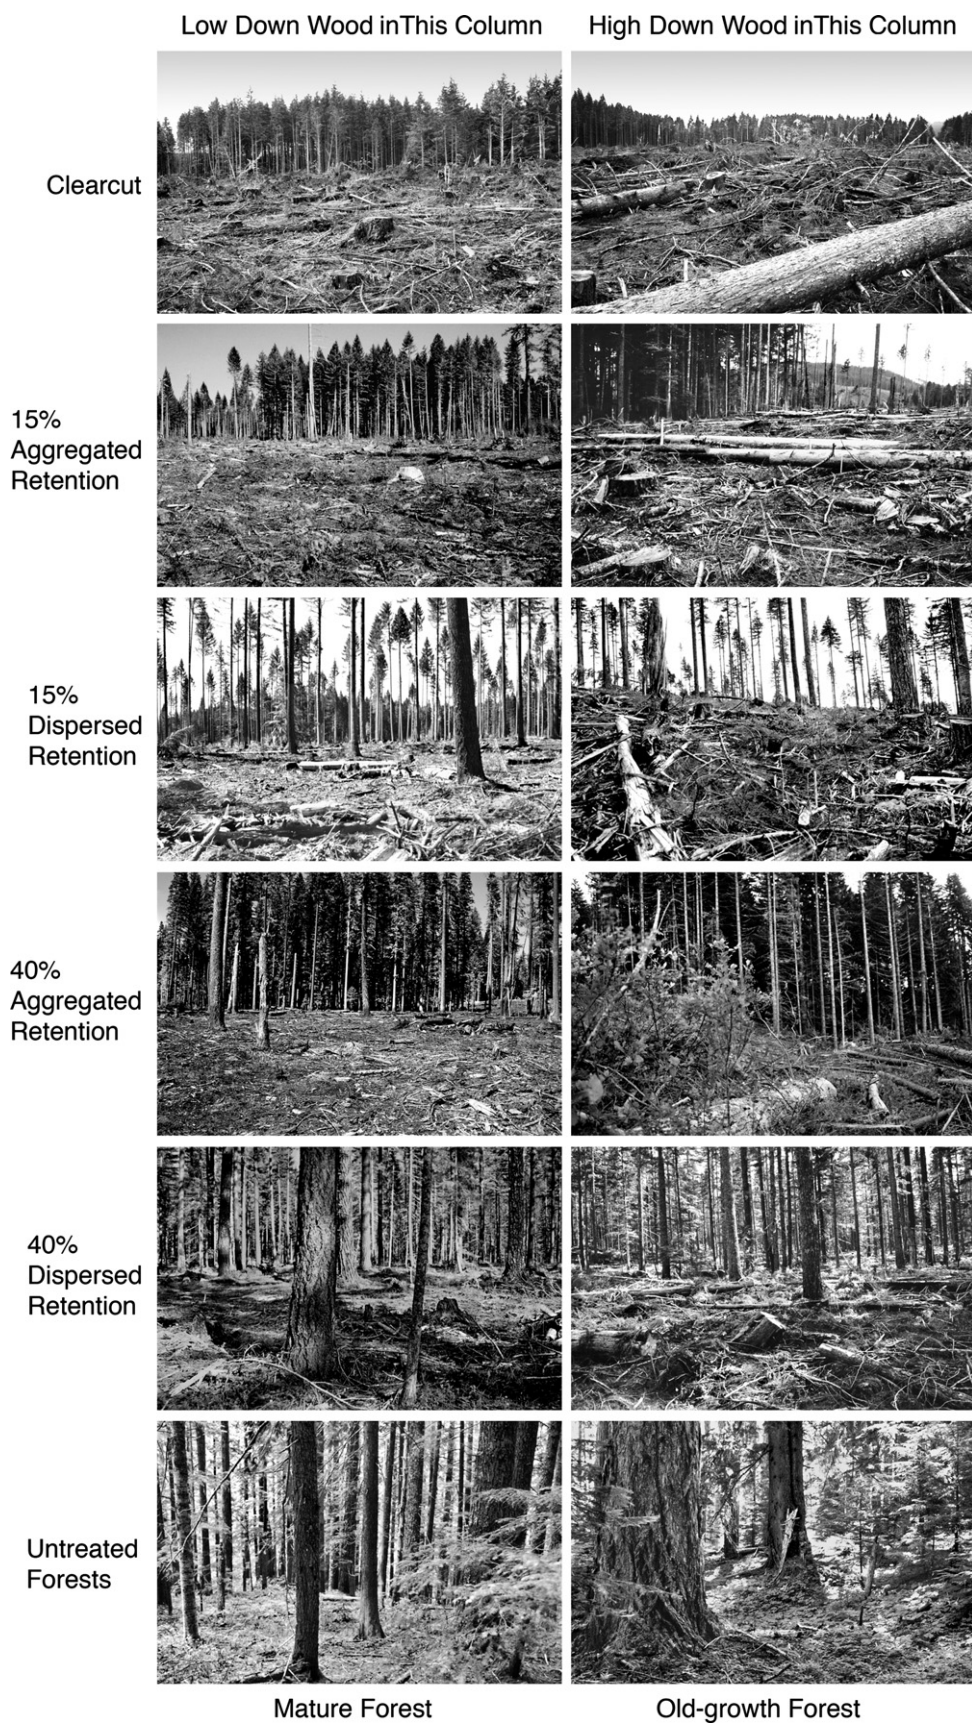 Low Down Wood inThis Column
High Down Wood inThis Column
Clearcut
15%
Aggregated
Retention
15%
Dispersed
Retention
40%
Aggregated
Retention
40%
Dispersed
Retention
Untreated
Forests
Mature Forest
Old-growth Forest